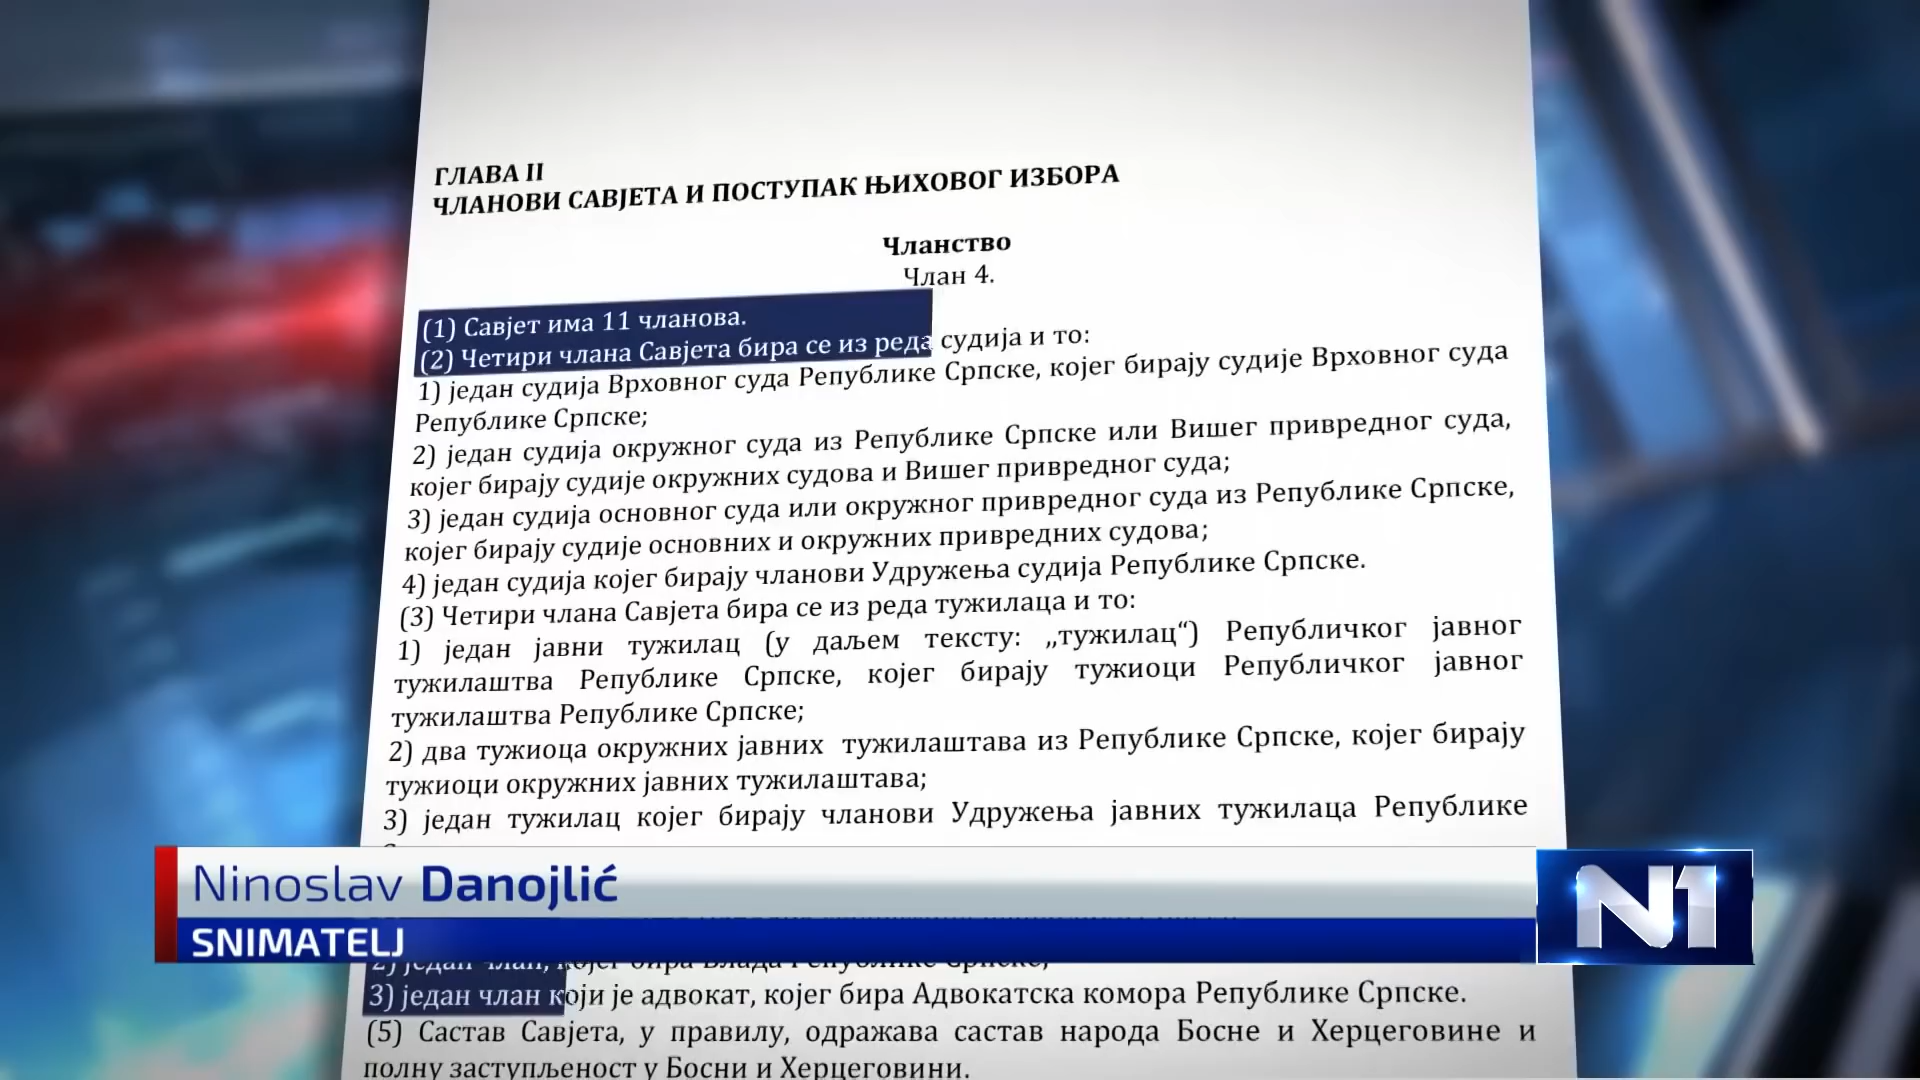 ГЛАВА II
ЧЛАНОВИ САВЈЕТА И ПОСТУПАК ЊИХОВОГ ИЗБОРА
Чланство
Члан 4.
(1) Савјет има 11 чланова.
(2) Четири члана Савјета бира се из реда судија и то:
1) један судија Врховног суда Републике Српске, којег бирају судије Врховног суда
Републике Српске;
2) један судија окружног суда из Републике Српске или Вишег привредног суда,
којег бирају судије окружних судова и Вишег привредног суда;
3) један судија основног суда или окружног привредног суда из Републике Српске,
којег бирају судије основних и окружних привредних судова;
4) један судија којег бирају чланови Удружења судија Републике Српске.
(3) Четири члана Савјета бира се из реда тужилаца и то:
1) један јавни тужилац (у даљем тексту: „тужилац“) Републичког јавног
тужилаштва Републике Српске, којег бирају тужиоци Републичког јавног
тужилаштва Републике Српске;
2) два тужиоца окружних јавних тужилаштава из Републике Српске, којег бирају
тужиоци окружних јавних тужилаштава;
3) један тужилац којег бирају чланови Удружења јавних тужилаца Републике
Ninoslav Danojlić
SNIMATELJ
N1
2) један члан, којег бира Влада Републике Српске;
3) један члан који је адвокат, којег бира Адвокатска комора Републике Српске.
(5) Састав Савјета, у правилу, одражава састав народа Босне и Херцеговине и
полну заступљеност у Босни и Херцеговини.